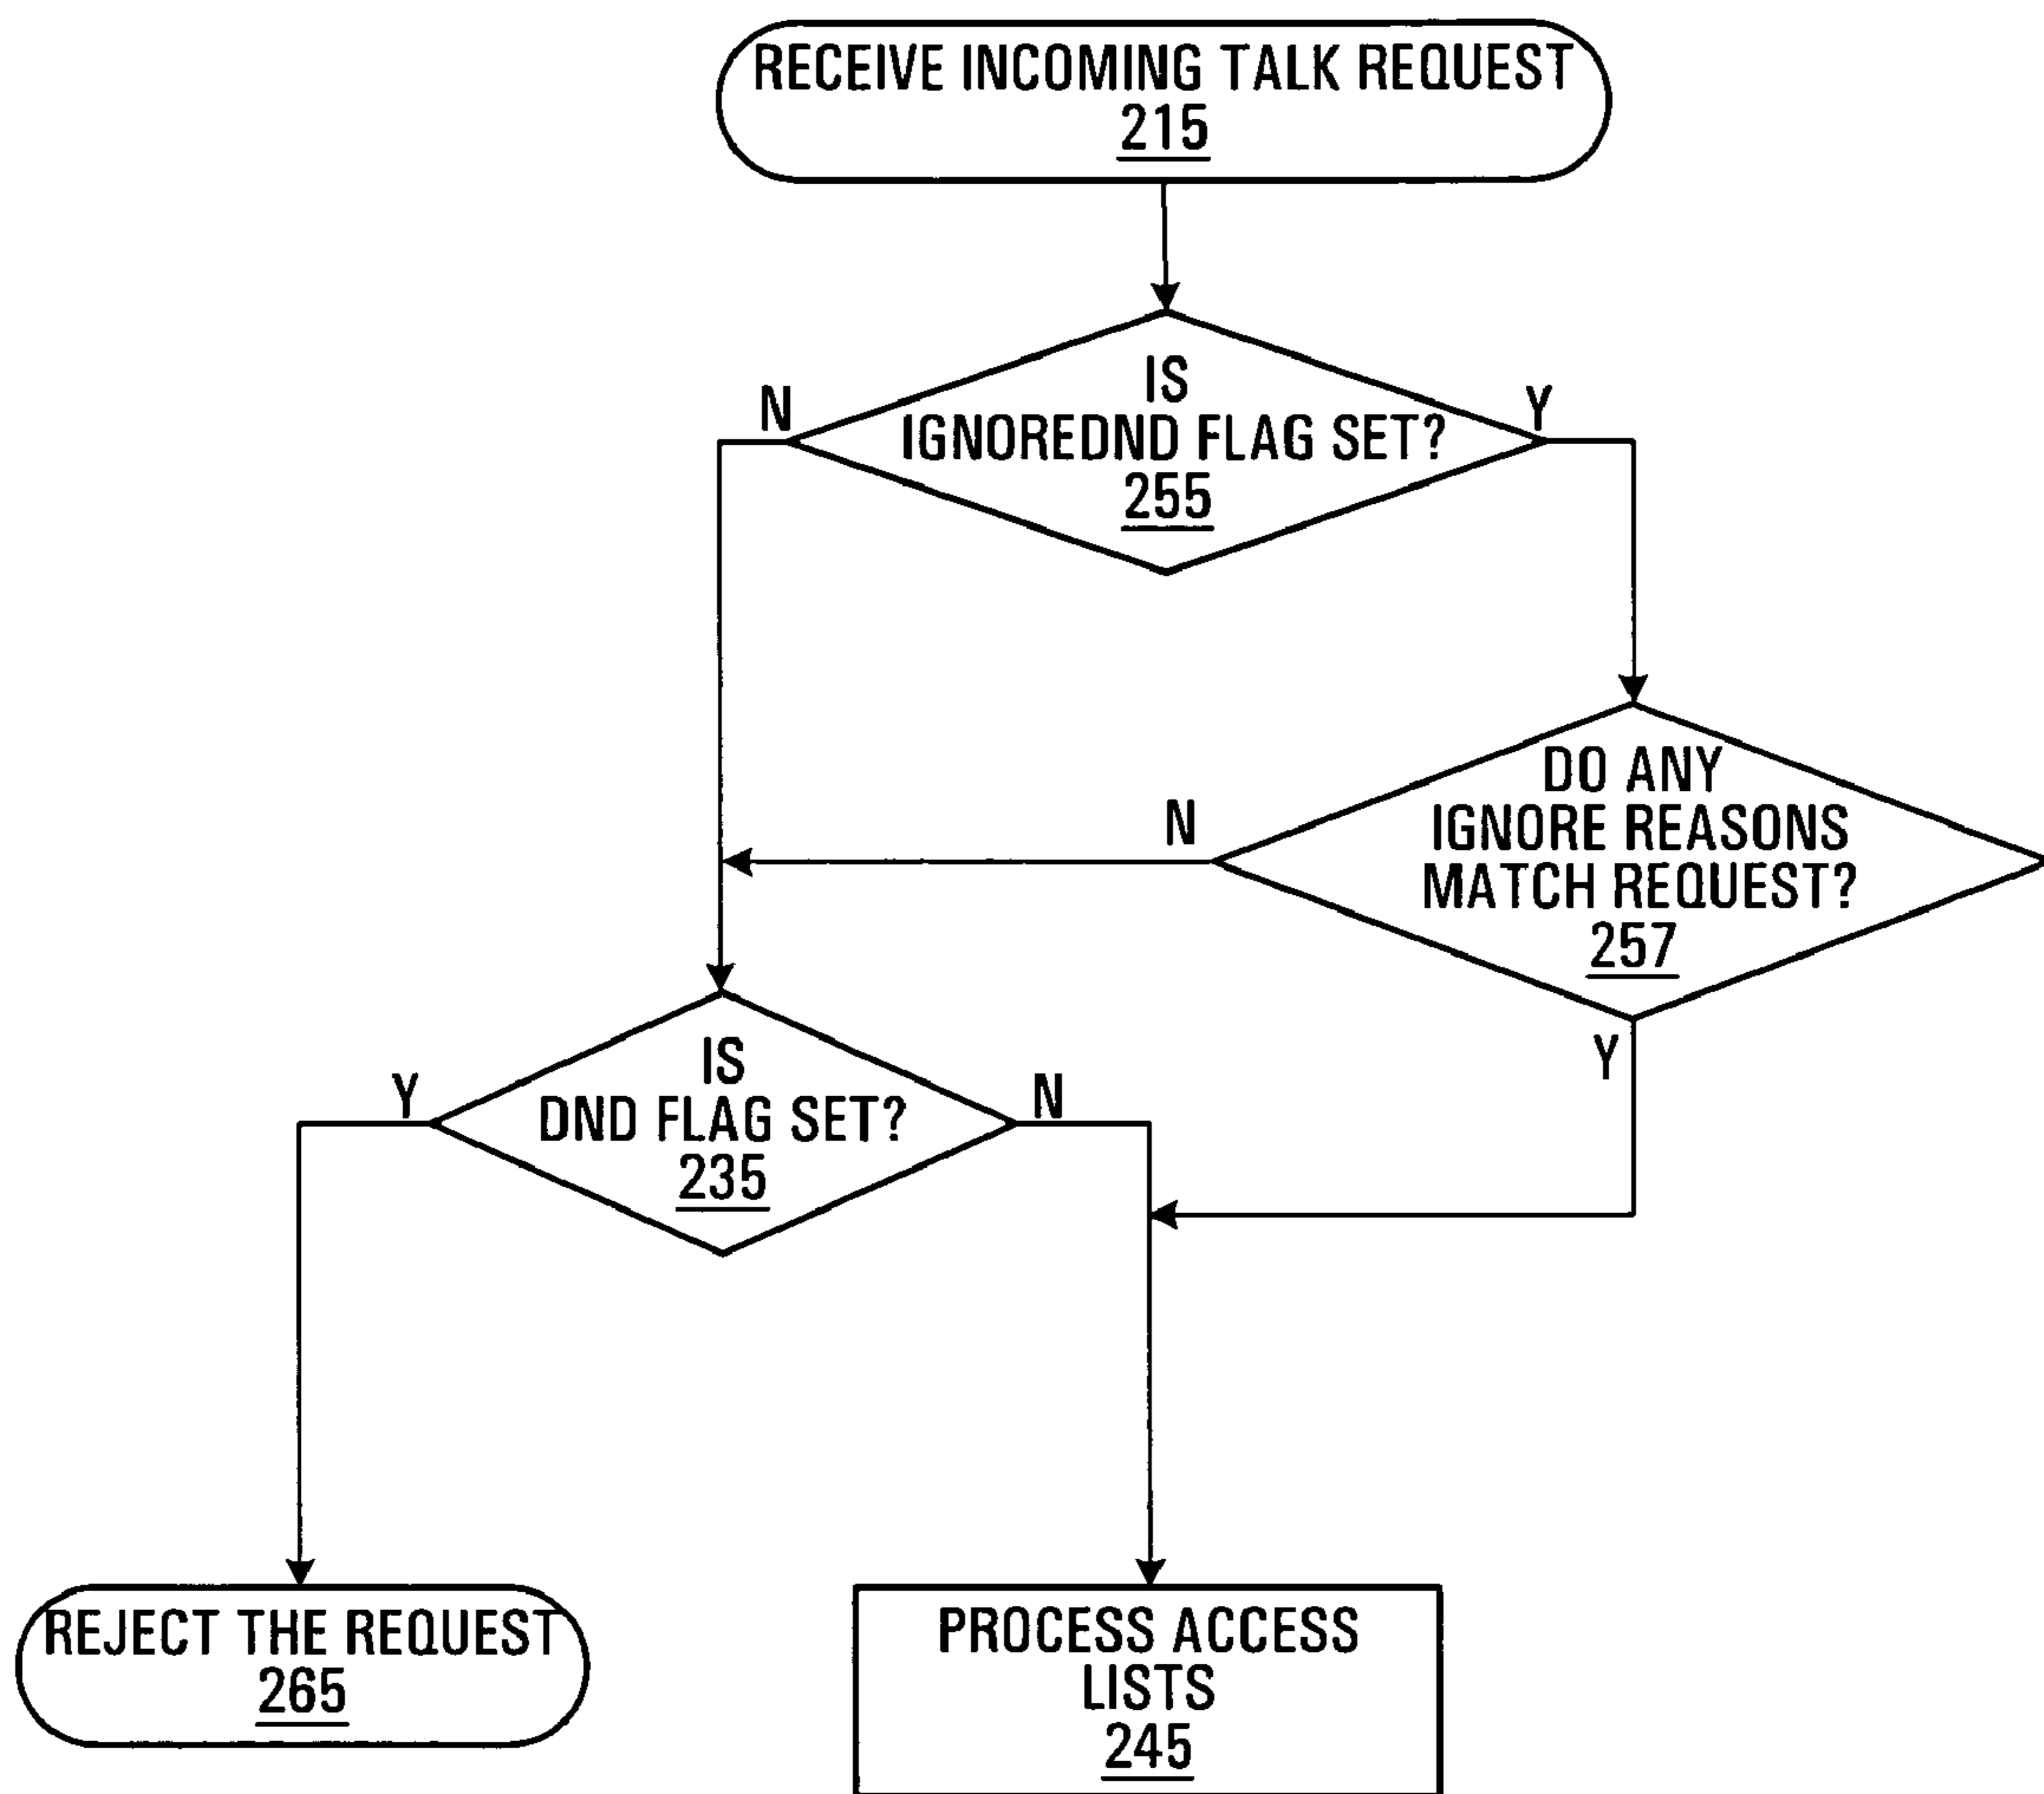 RECEIVE INCOMING TALK REQUEST
215
IS
IGNOREDND FLAG SET?
255
N
Y
DO ANY
IGNORE REASONS
MATCH REQUEST?
257
N
Y
IS
DND FLAG SET?
235
Y
N
REJECT THE REQUEST
265
PROCESS ACCESS
LISTS
245